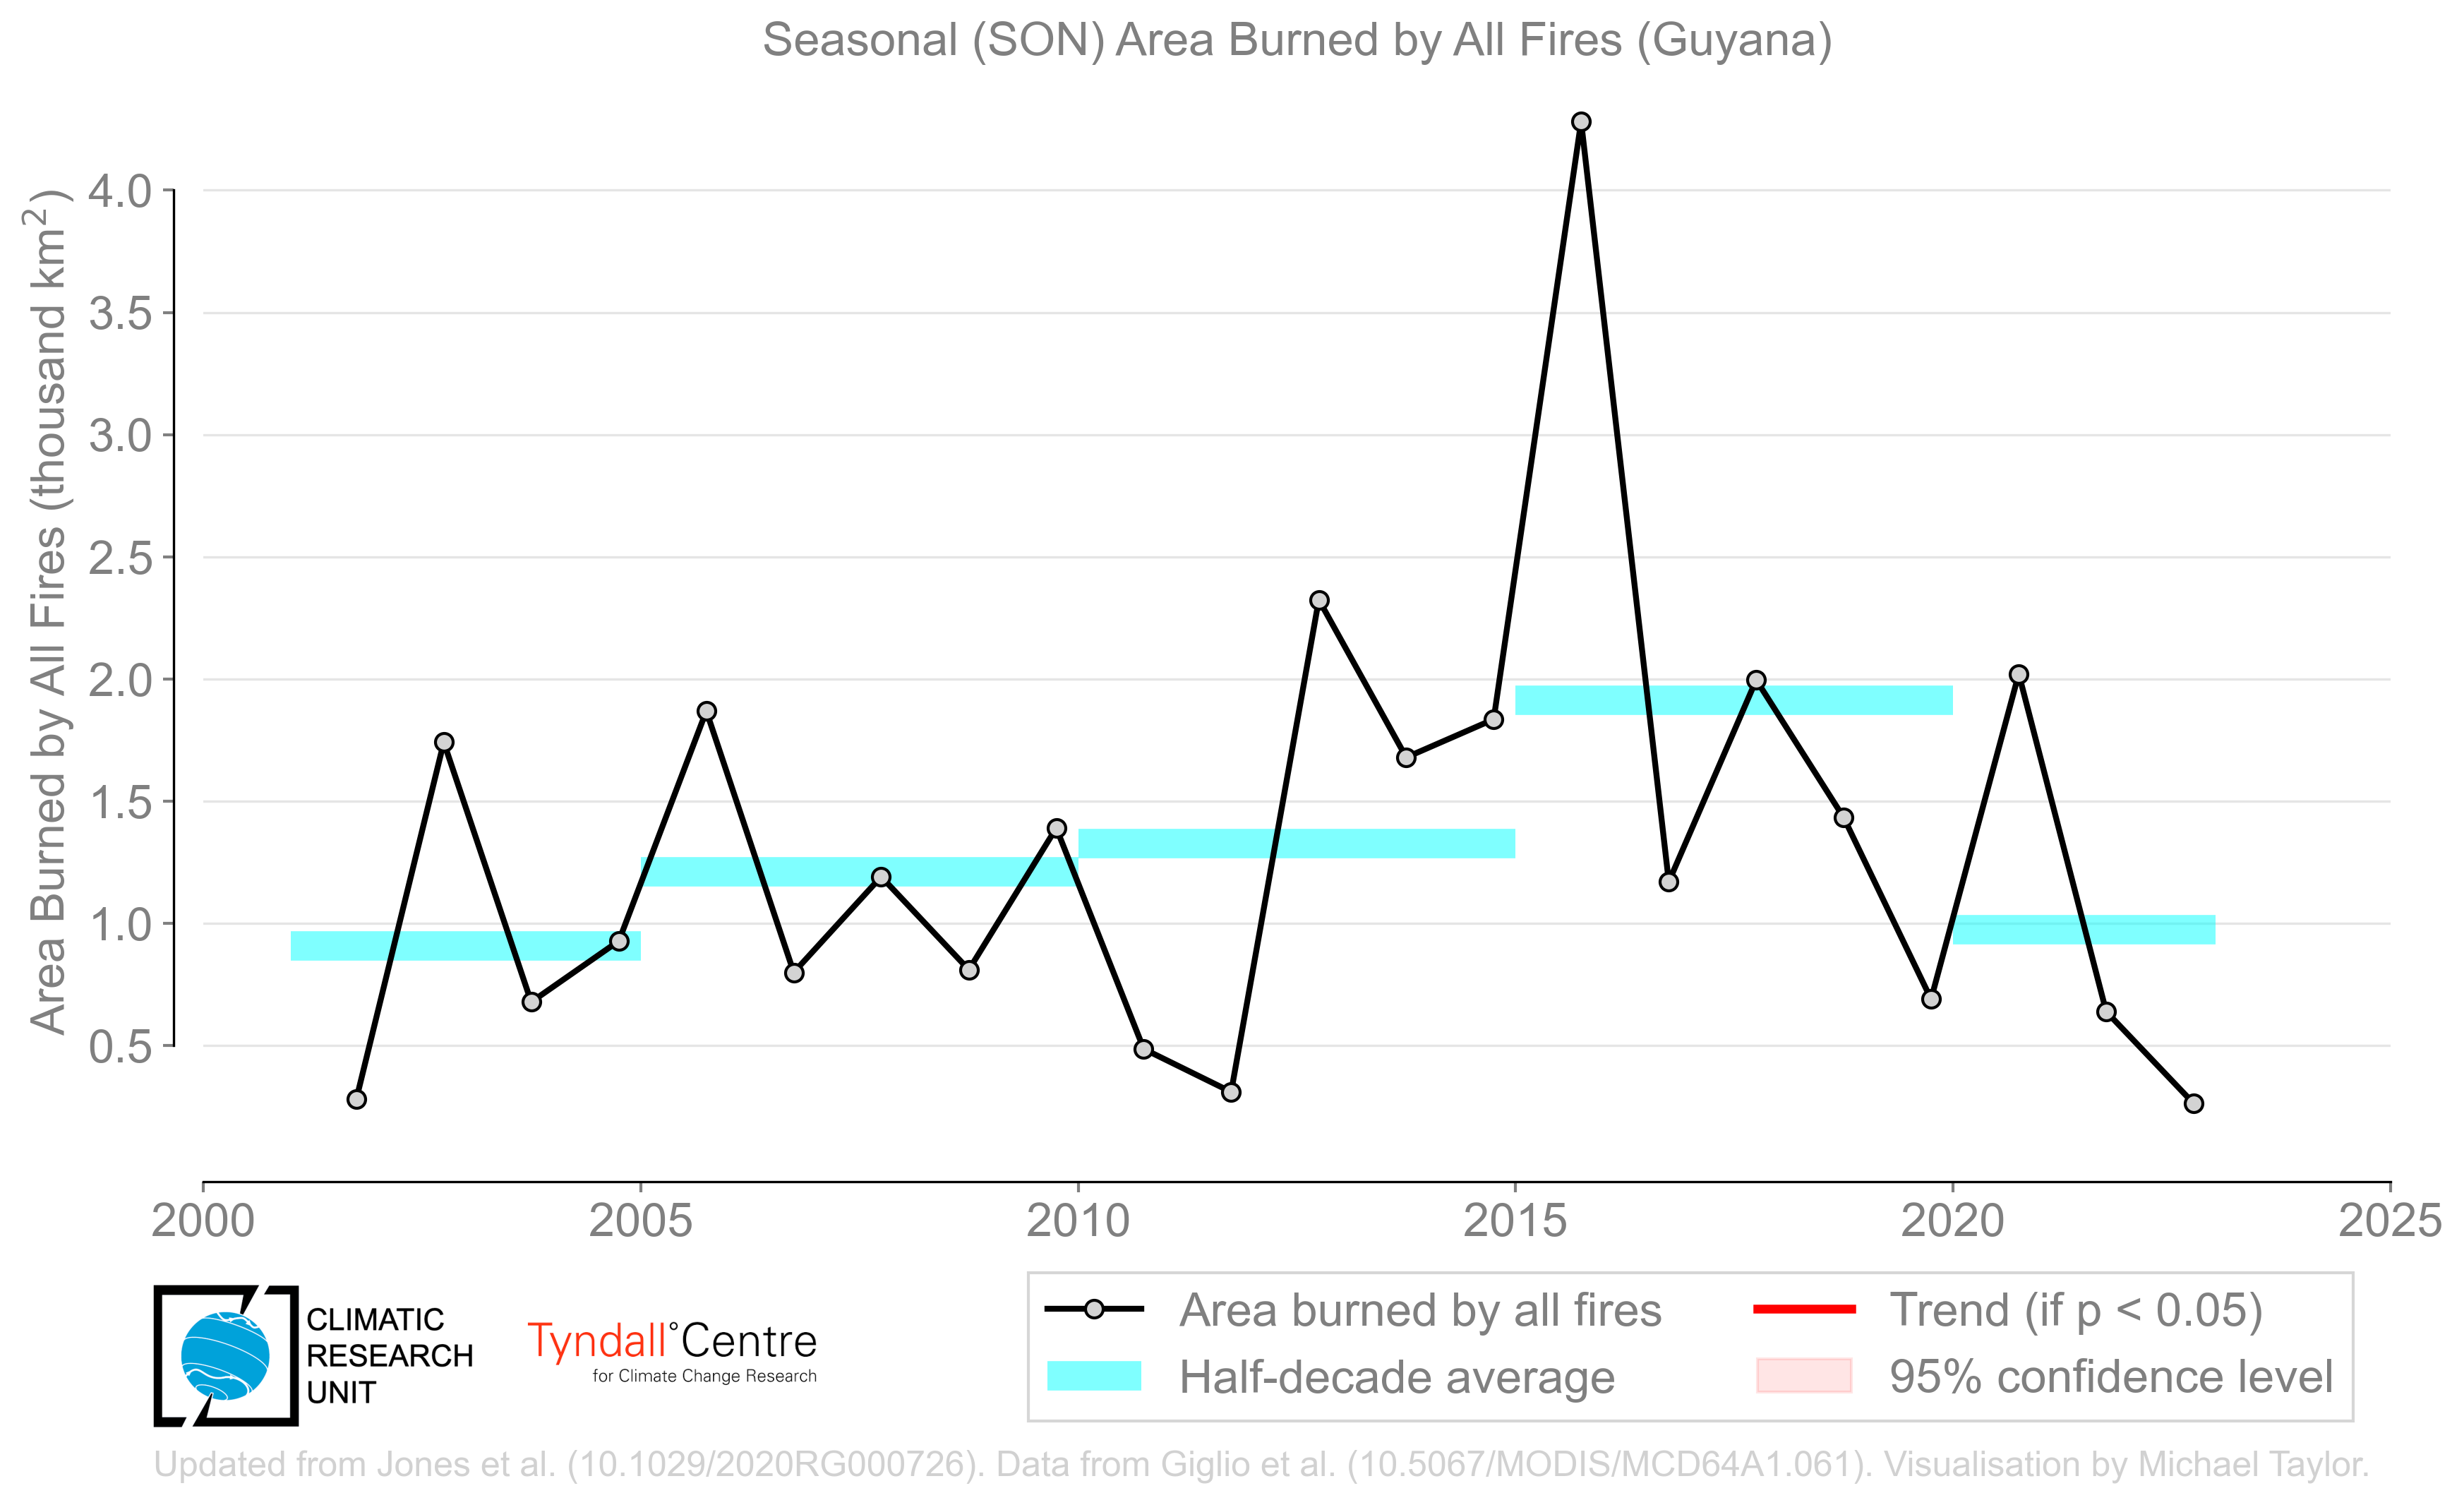 Seasonal (SON) Area Burned by All Fires (Guyana)
Area Burned by All Fires (thousand km²)
4.0
3.5
3.0
2.5
2.0
1.5
1.0
0.5
2000 2005 2010 2015 2020 2025
CLIMATIC
RESEARCH
UNIT
Tyndall°Centre
for Climate Change Research
Area burned by all fires
Half-decade average
Trend (if p < 0.05)
95% confidence level
Updated from Jones et al. (10.1029/2020RG000726). Data from Giglio et al. (10.5067/MODIS/MCD64A1.061). Visualisation by Michael Taylor.